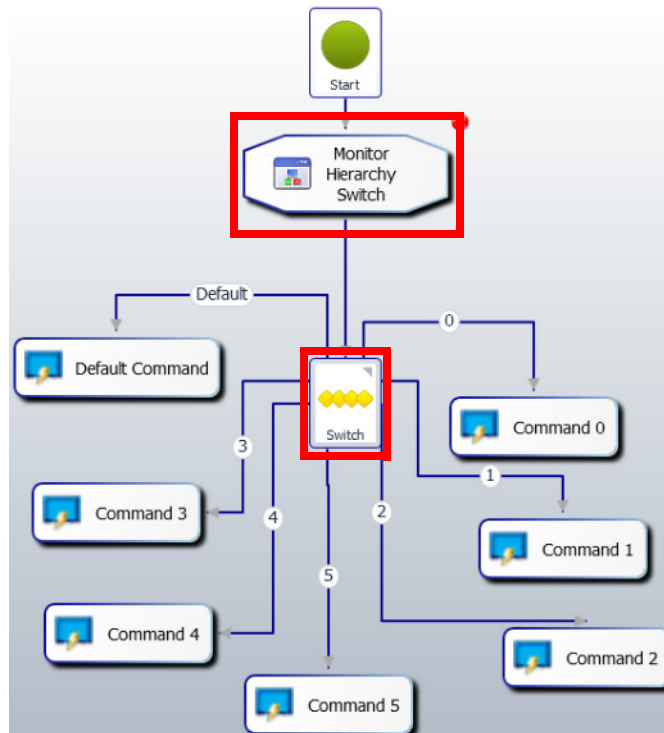 Start
Monitor
Hierarchy
Switch
Default
0
Default Command
Switch
Command 0
3
1
4
2
Command 3
Command 1
5
Command 4
Command 2
Command 5